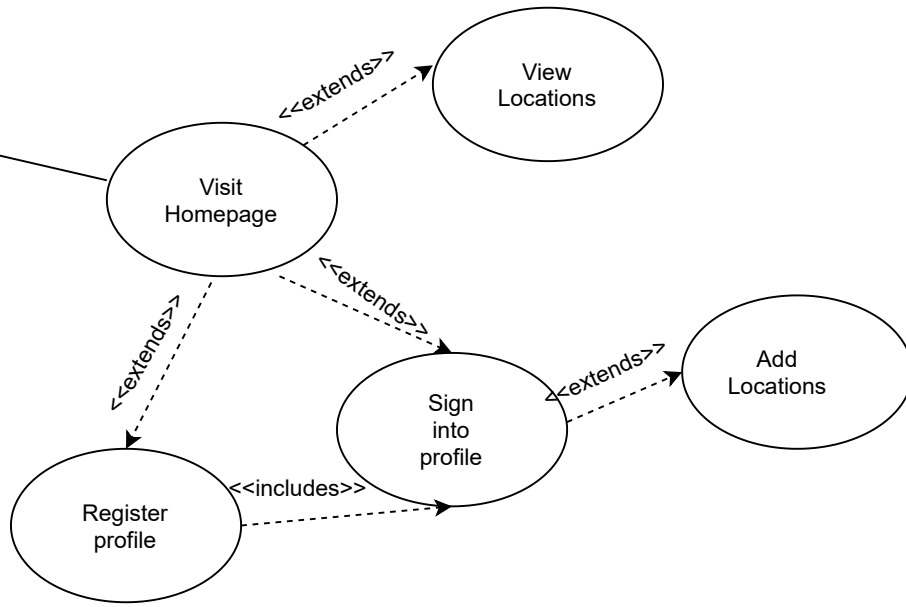 <<extends>>
View
Locations
Visit
Homepage
<<extends>>
<<extends>>
<<extends>>
Add
Locations
Sign
into
profile
<<includes>>
Register
profile